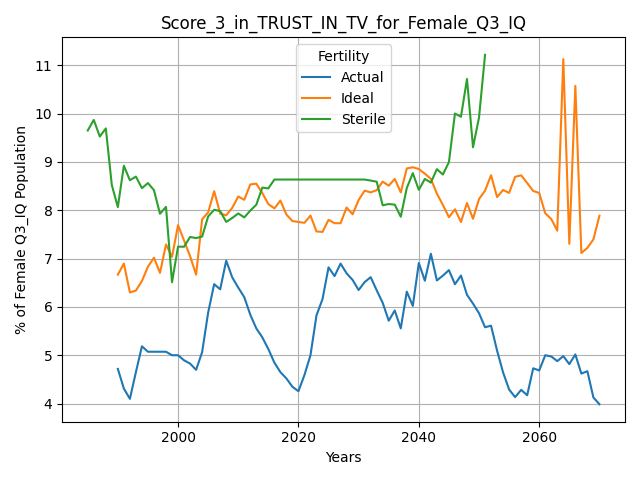 Score_3_in_TRUST_IN_TV_for_Female_Q3_IQ
Fertility
Actual
Ideal
Sterile
% of Female Q3_IQ Population
11
10
9
8
7
6
5
4
2000
2020
2040
2060
Years